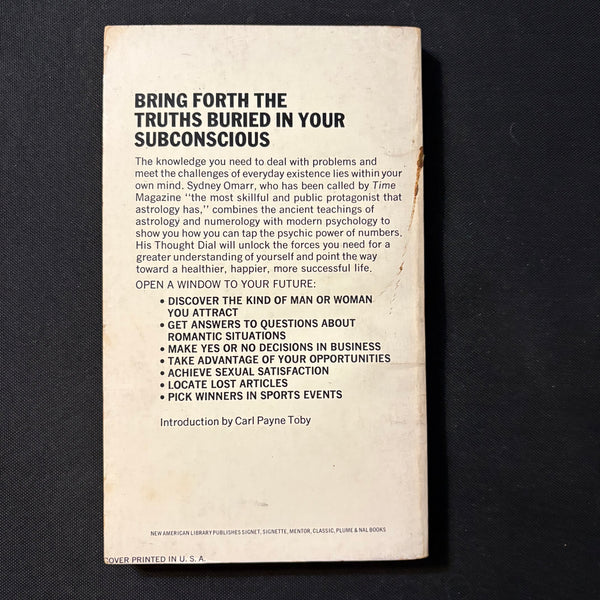 BRING FORTH THE
TRUTHS BURIED IN YOUR
SUBCONSCIOUS
The knowledge you need to deal with problems and
meet the challenges of everyday existence lies within your
own mind. Sydney Omarr, who has been called by Time
Magazine "the most skillful and public protagonist that
astrology has," combines the ancient teachings of
astrology and numerology with modern psychology to
show you how you can tap the psychic power of numbers.
His Thought Dial will unlock the forces you need for a
greater understanding of yourself and point the way
toward a healthier, happier, more successful life.
OPEN A WINDOW TO YOUR FUTURE:
• DISCOVER THE KIND OF MAN OR WOMAN
YOU ATTRACT
• GET ANSWERS TO QUESTIONS ABOUT
ROMANTIC SITUATIONS
• MAKE YES OR NO DECISIONS IN BUSINESS
• TAKE ADVANTAGE OF YOUR OPPORTUNITIES
• ACHIEVE SEXUAL SATISFACTION
• LOCATE LOST ARTICLES
• PICK WINNERS IN SPORTS EVENTS
Introduction by Carl Payne Toby
NEW AMERICAN LIBRARY PUBLISHES SIGNET, SIGNETTE, MENTOR, CLASSIC, PLUME & NAL BOOKS
COVER PRINTED IN U. S. A.